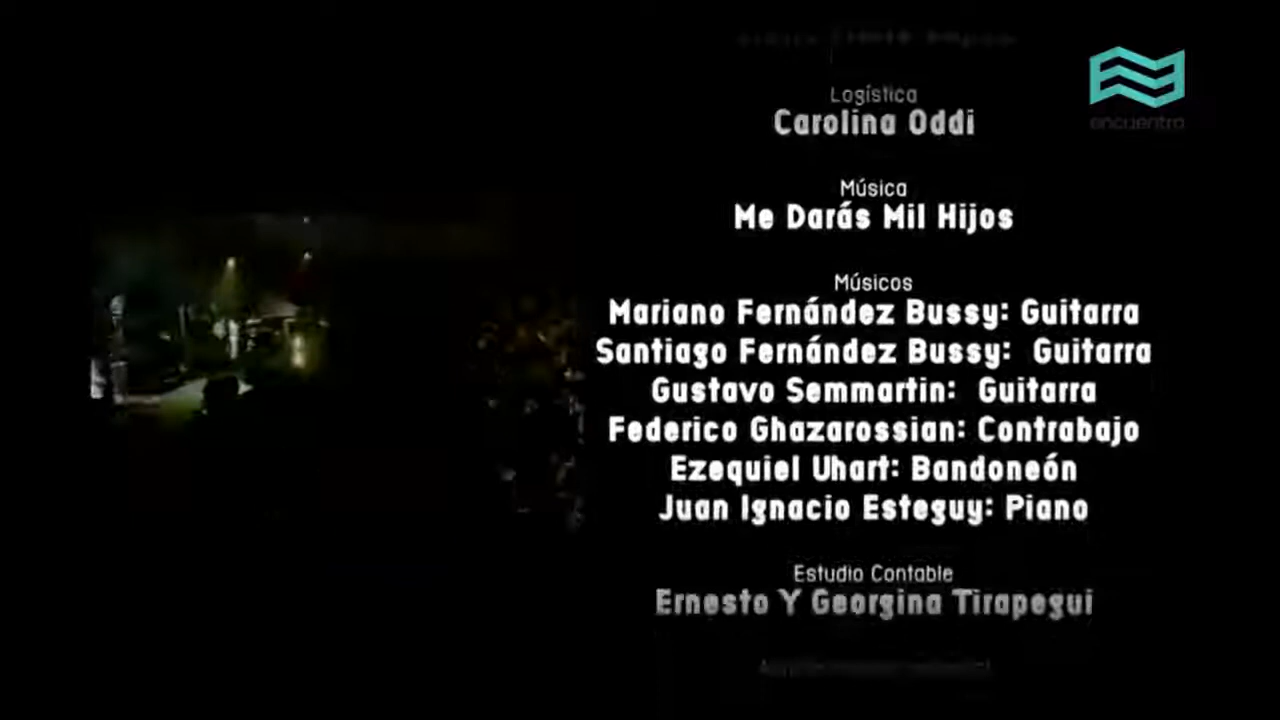 Logística
Carolina Oddi
encuentro
Música
Me Darás Mil Hijos
Músicos
Mariano Fernández Bussy: Guitarra
Santiago Fernández Bussy: Guitarra
Gustavo Semmartin: Guitarra
Federico Ghazarossian: Contrabajo
Ezequiel Uhart: Bandoneón
Juan Ignacio Esteguy: Piano
Estudio Contable
Ernesto Y Georgina Tirapegui